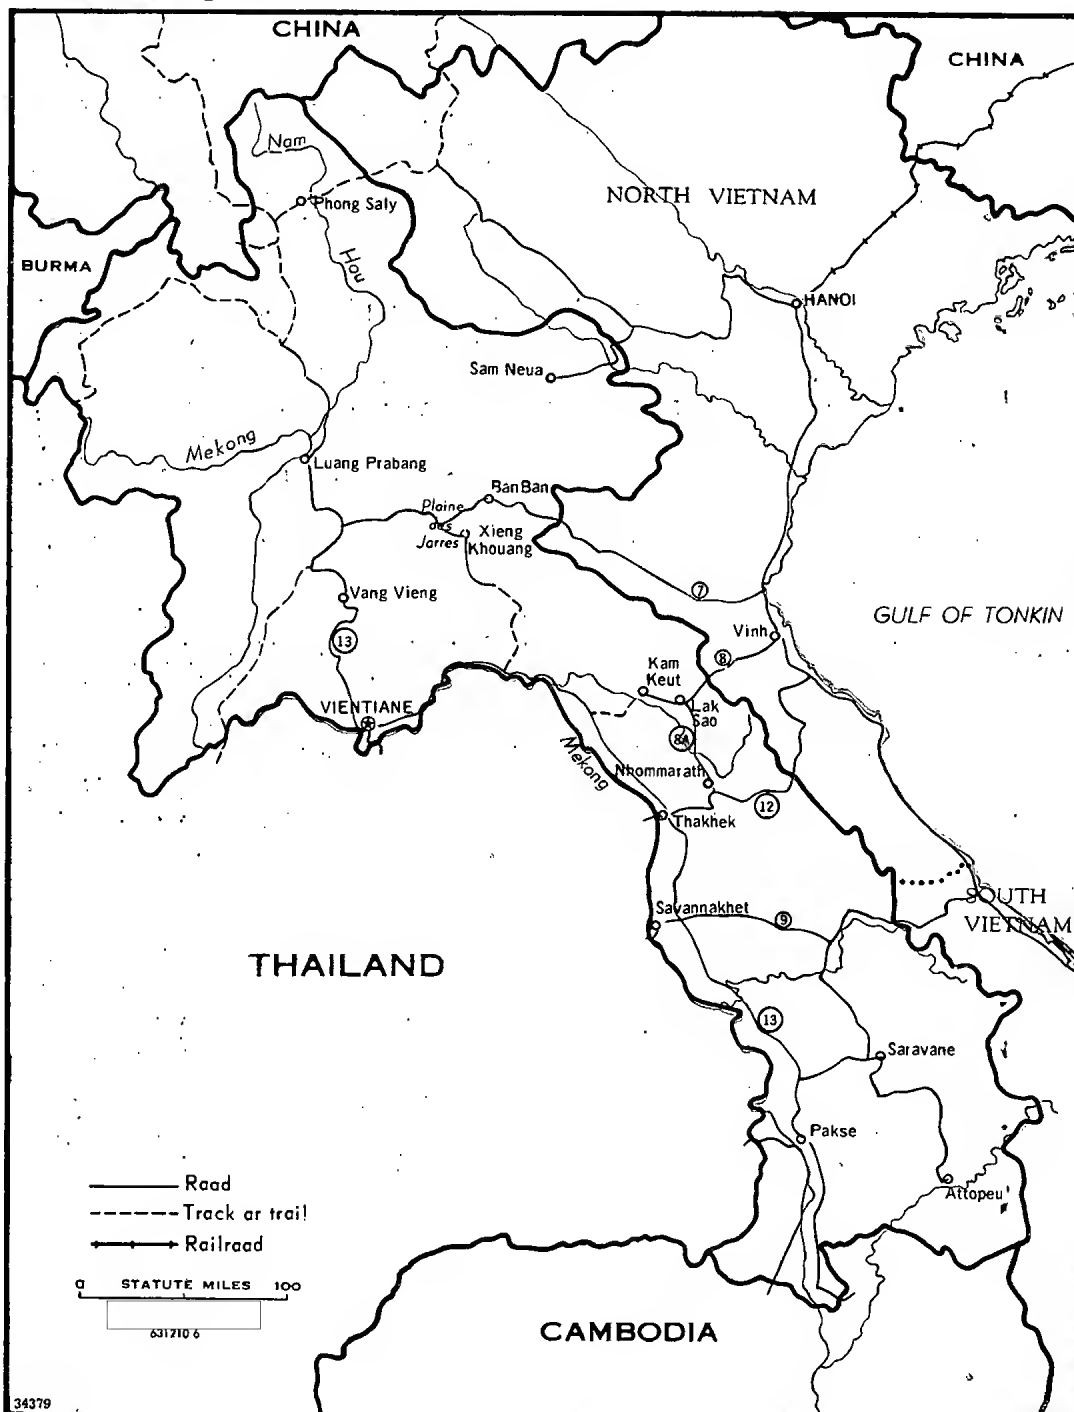 CHINA
CHINA
Nam
NORTH VIETNAM
Phong Saly
BURMA
Hou
HANOI
Sam Neua
Mekong
Luang Prabang
Ban Ban
Plaine
des
Jarres
Xieng
Khouang
7
Vang Vieng
GULF OF TONKIN
Vinh
13
8
Kam
Keut
VIENTIANE
Lak
Sao
8A
Mekong
Nhommarath
12
Thakhek
SOUTH
VIETNAM
Savannakhet
9
THAILAND
13
Saravane
Pakse
Attopeu
Road
Track or trail
Railroad
0 STATUTE MILES 100
631210 6
CAMBODIA
34379